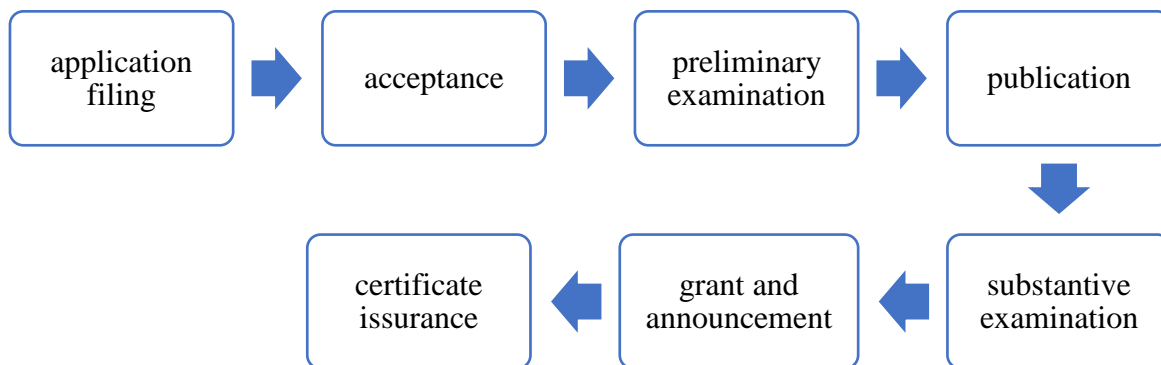 application
filing
acceptance
preliminary
examination
publication
substantive
examination
grant and
announcement
certificate
issurance